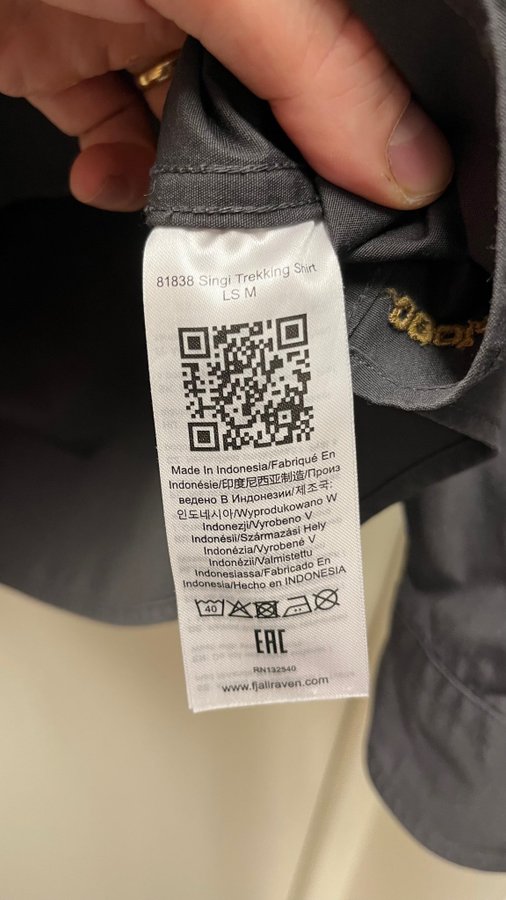 81838 Singi Trekking Shirt
LS M
Made In Indonesia/Fabriqué En
Indonésie/印度尼西亚制造/Произ
ведено В Индонезии/제조국:
인도네시아/Wyprodukowano W
Indonezji/Vyrobeno V
Indonésii/Származási Hely
Indonézia/Vyrobené V
Indonézii/Valmistettu
Indonesiassa/Fabricado En
Indonesia/Hecho en INDONESIA
40
EAC
RN132540
www.fjallraven.com